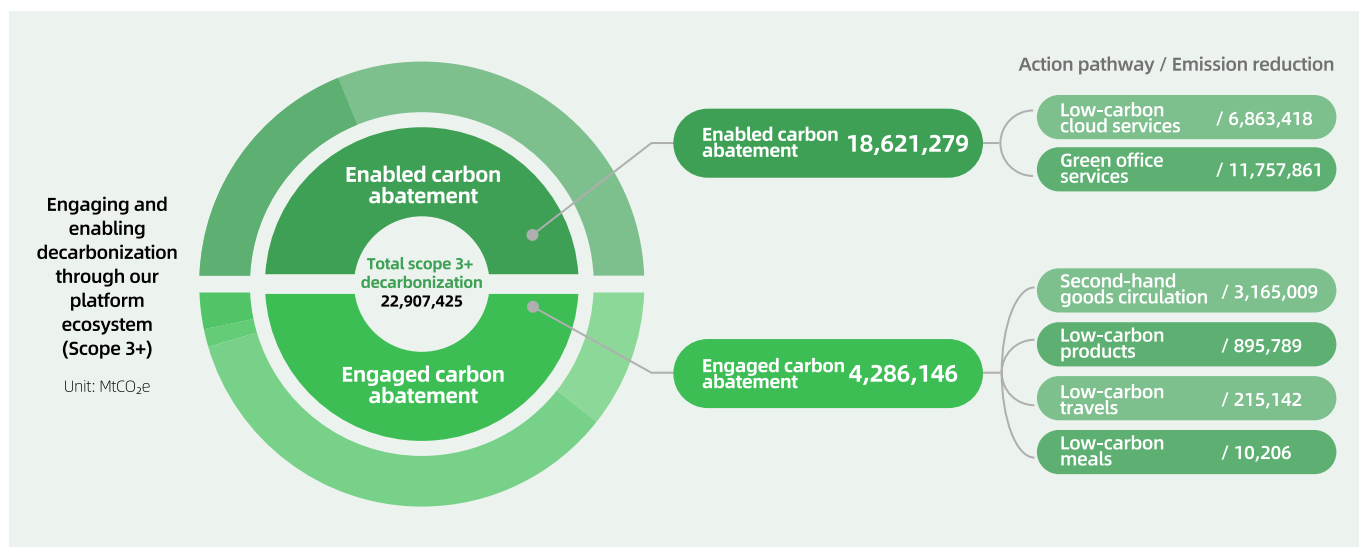 Engaging and
enabling
decarbonization
through our
platform
ecosystem
(Scope 3+)
Unit: MtCO₂e
Enabled carbon
abatement
Total scope 3+
decarbonization
22,907,425
Engaged carbon
abatement
Enabled carbon
abatement
18,621,279
Engaged carbon
abatement
4,286,146
Action pathway / Emission reduction
Low-carbon
cloud services
/ 6,863,418
Green office
services
/ 11,757,861
Second-hand
goods circulation
/ 3,165,009
Low-carbon
products
/ 895,789
Low-carbon
travels
/ 215,142
Low-carbon
meals
/ 10,206